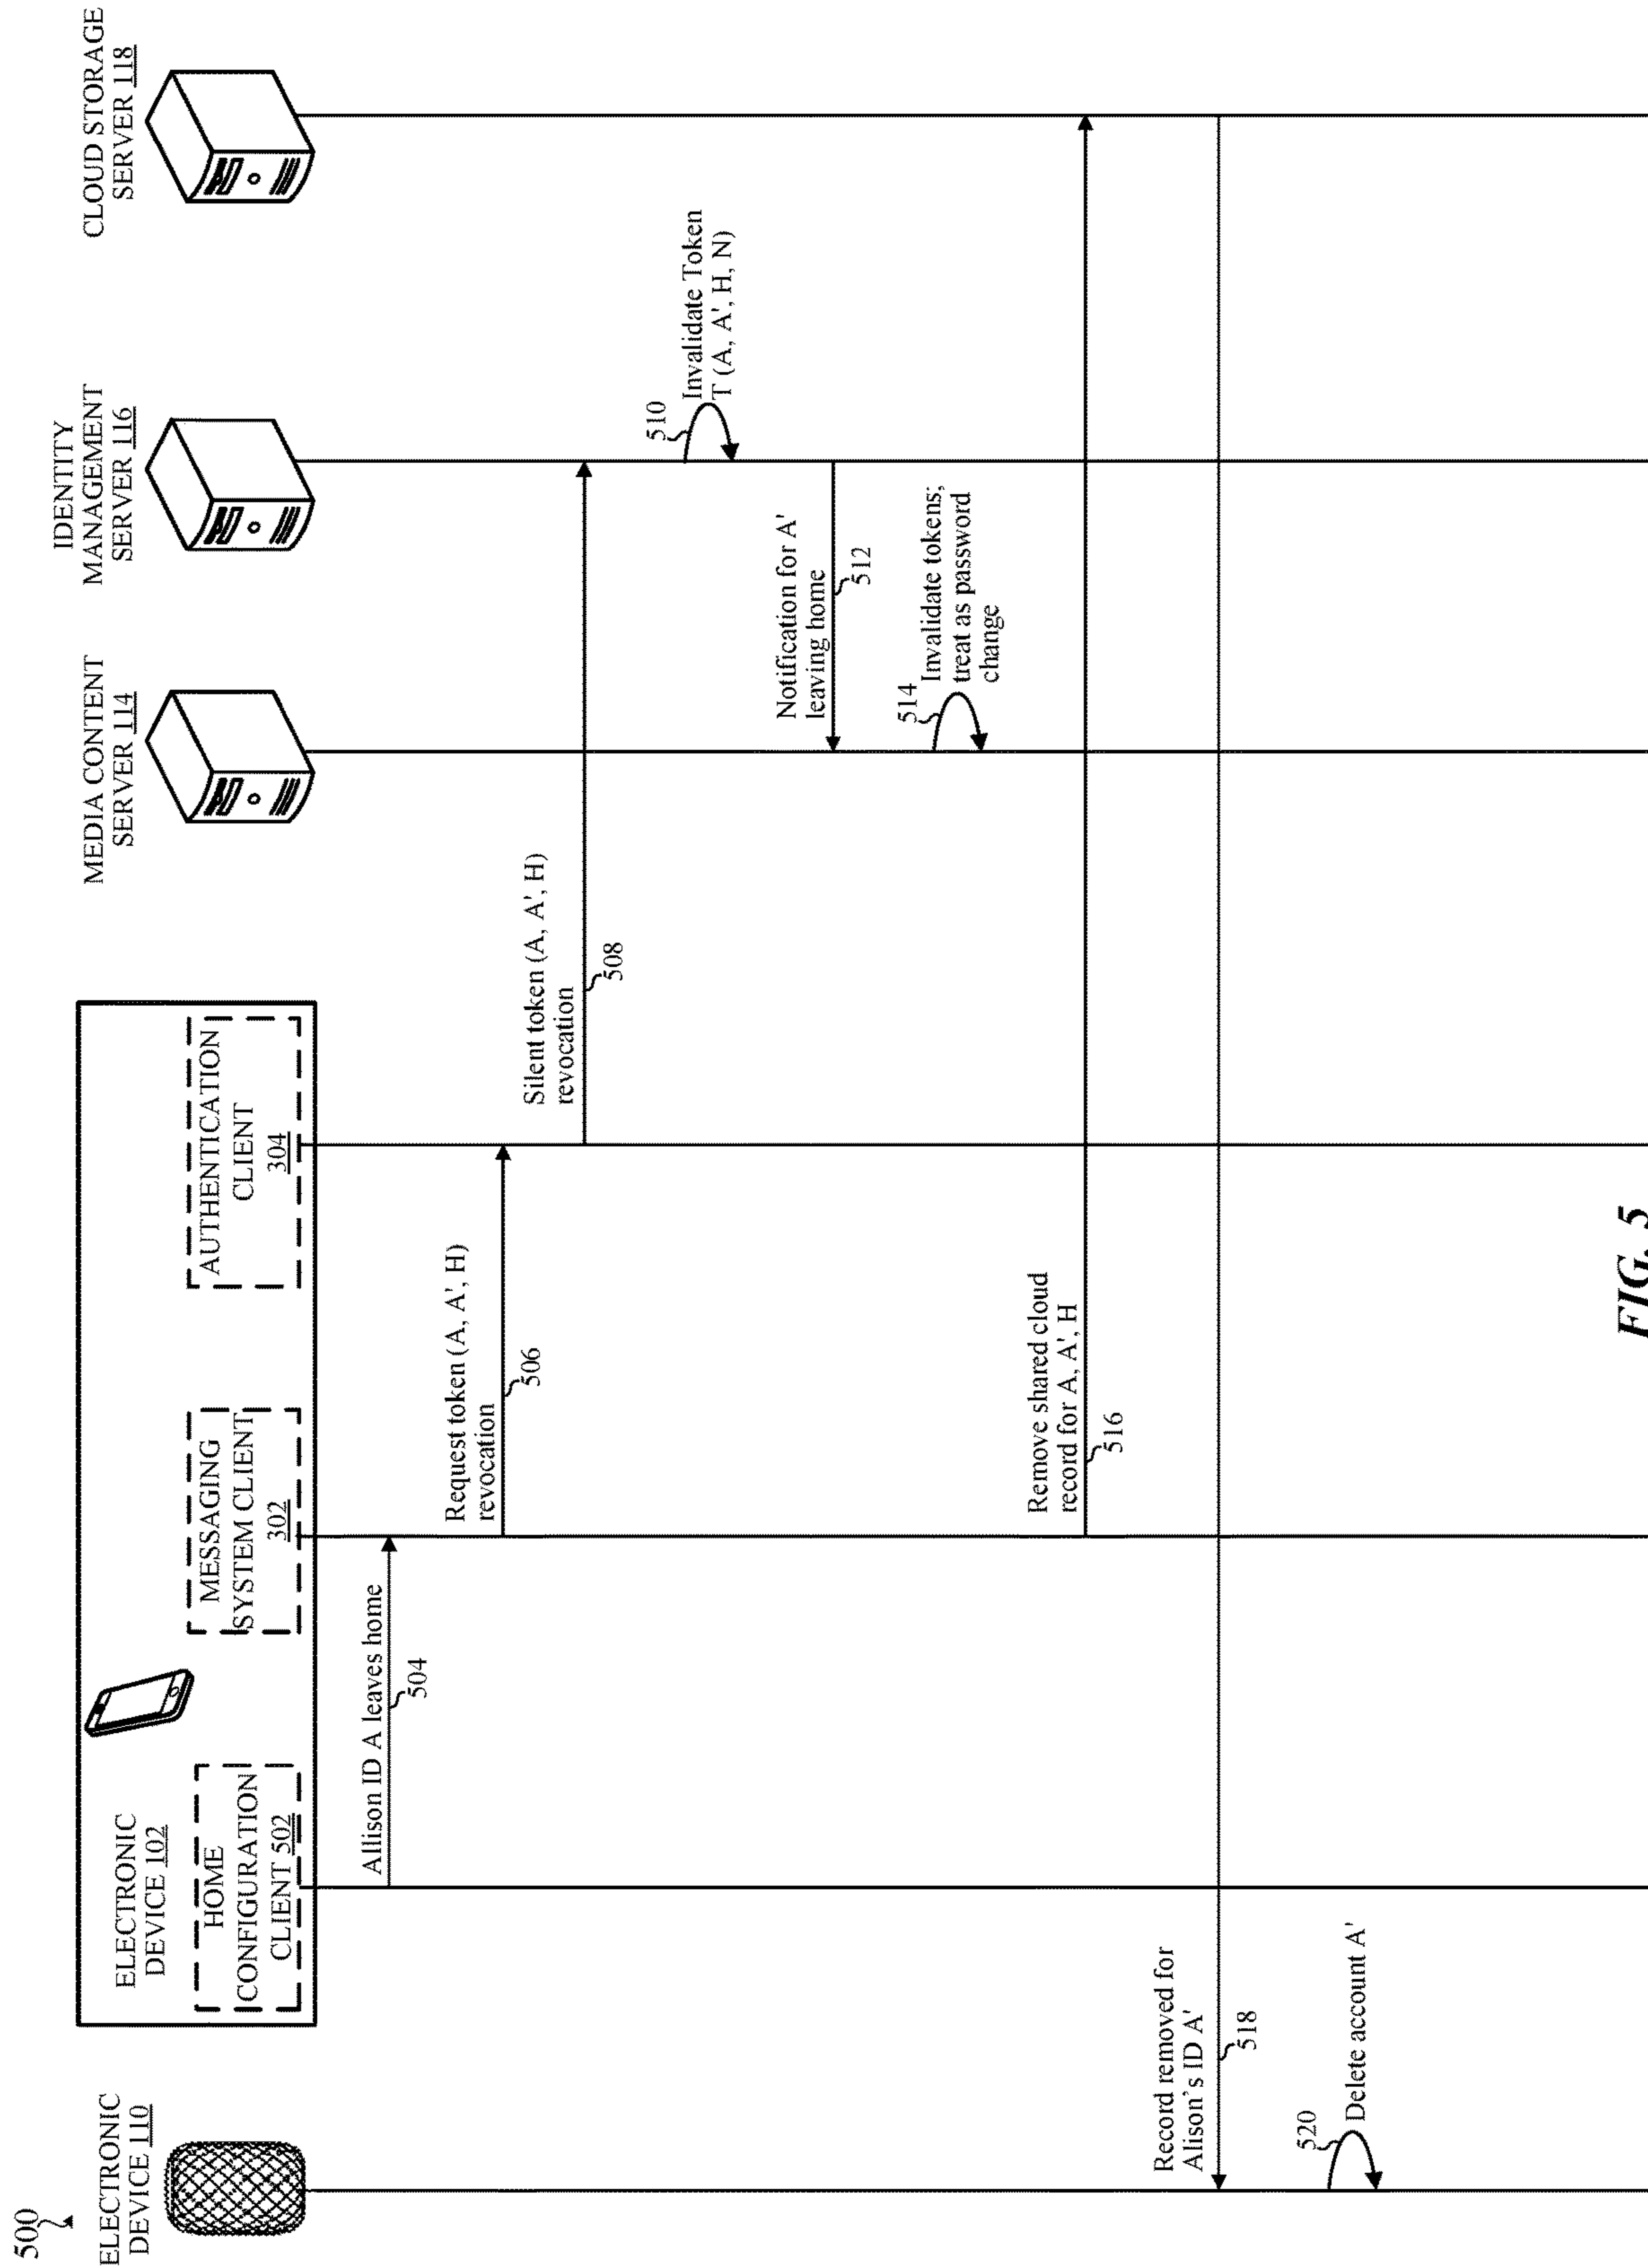 500
ELECTRONIC
DEVICE 110
ELECTRONIC
DEVICE 102
HOME
CONFIGURATION
CLIENT 502
MESSAGING
SYSTEM CLIENT
302
AUTHENTICATION
CLIENT
304
MEDIA CONTENT
SERVER 114
IDENTITY
MANAGEMENT
SERVER 116
CLOUD STORAGE
SERVER 118
Allison ID A leaves home
504
Request token (A, A', H)
revocation
506
Silent token (A, A', H)
revocation
508
510
Invalidate Token
T (A, A', H, N)
Notification for A'
leaving home
512
514
Invalidate tokens;
treat as password
change
Remove shared cloud
record for A, A', H
516
Record removed for
Alison's ID A'
518
520
Delete account A'
FIG. 5